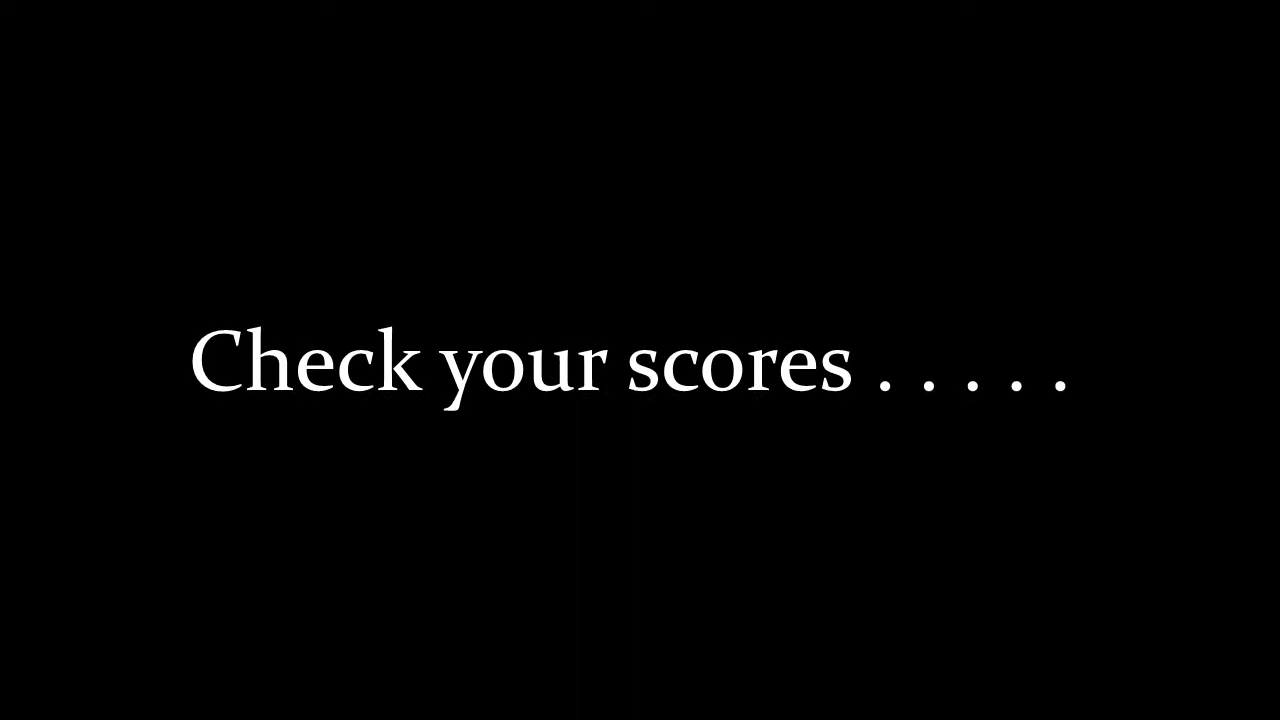 Check your scores . . . . .